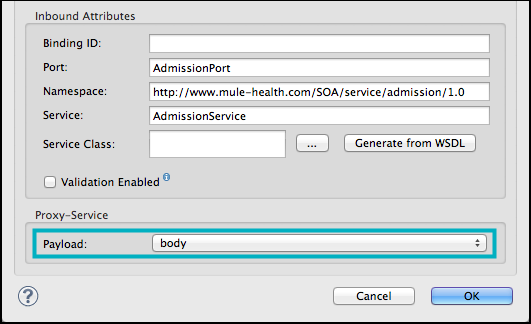 Inbound Attributes
Binding ID:
Port: AdmissionPort
Namespace: http://www.mule-health.com/SOA/service/admission/1.0
Service: AdmissionService
Service Class: ... Generate from WSDL
Validation Enabled i
Proxy-Service
Payload: body
? Cancel OK